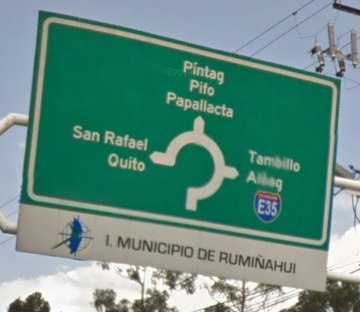 Píntag
Pifo
Papallacta
San Rafael
Quito
Tambillo
Alóag
E35
I. MUNICIPIO DE RUMIÑAHUI